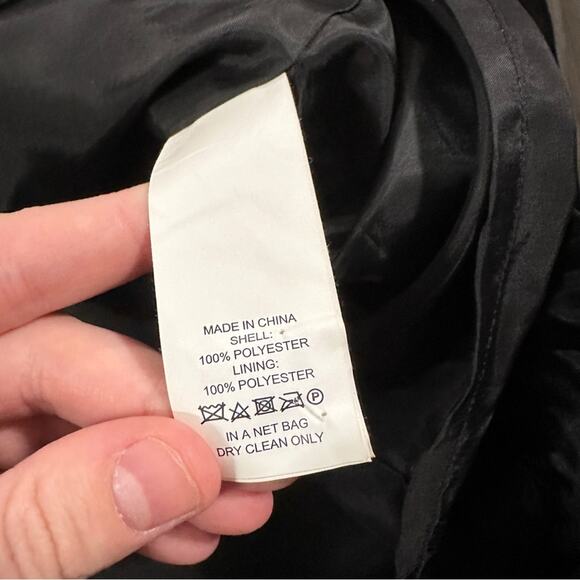 MADE IN CHINA
SHELL:
100% POLYESTER
LINING:
100% POLYESTER
P
IN A NET BAG
DRY CLEAN ONLY